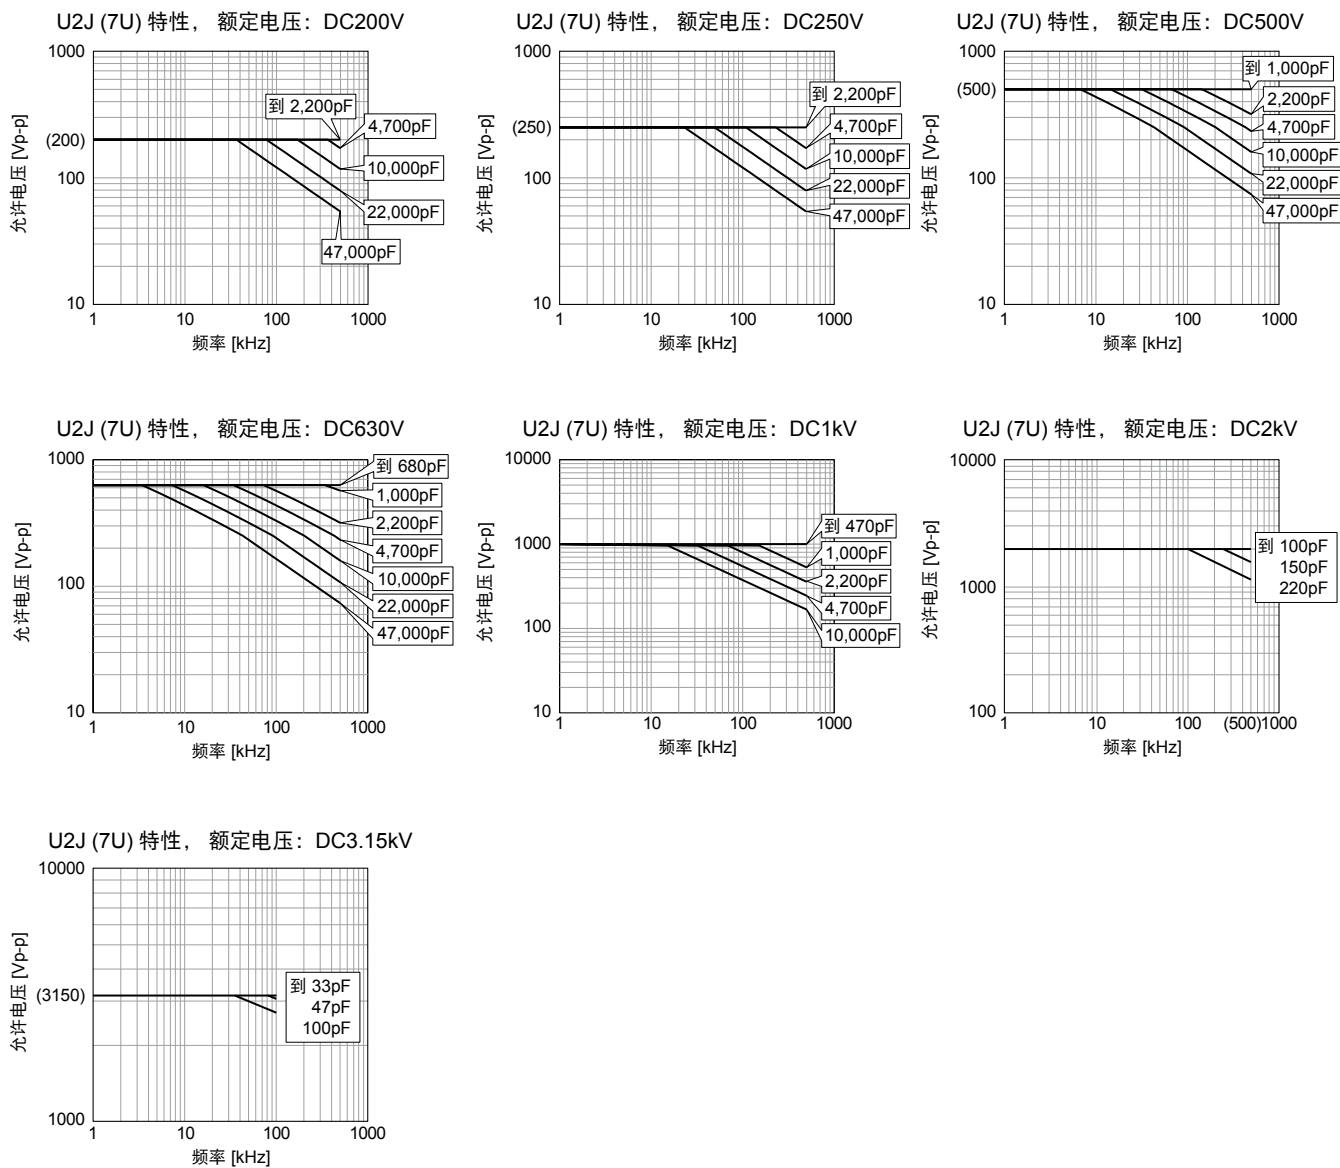 U2J (7U) 特性， 额定电压：DC200V
1000
(200)
100
10
允许电压 [Vp-p]
到 2,200pF
4,700pF
10,000pF
22,000pF
47,000pF
1 10 100 1000
频率 [kHz]
U2J (7U) 特性， 额定电压：DC250V
1000
(250)
100
10
允许电压 [Vp-p]
到 2,200pF
4,700pF
10,000pF
22,000pF
47,000pF
1 10 100 1000
频率 [kHz]
U2J (7U) 特性， 额定电压：DC500V
1000
(500)
100
10
允许电压 [Vp-p]
到 1,000pF
2,200pF
4,700pF
10,000pF
22,000pF
47,000pF
1 10 100 1000
频率 [kHz]
U2J (7U) 特性， 额定电压：DC630V
1000
100
10
允许电压 [Vp-p]
到 680pF
1,000pF
2,200pF
4,700pF
10,000pF
22,000pF
47,000pF
1 10 100 1000
频率 [kHz]
U2J (7U) 特性， 额定电压：DC1kV
10000
1000
100
10
允许电压 [Vp-p]
到 470pF
1,000pF
2,200pF
4,700pF
10,000pF
1 10 100 1000
频率 [kHz]
U2J (7U) 特性， 额定电压：DC2kV
10000
1000
100
允许电压 [Vp-p]
到 100pF
150pF
220pF
1 10 100 (500)1000
频率 [kHz]
U2J (7U) 特性， 额定电压：DC3.15kV
10000
(3150)
1000
允许电压 [Vp-p]
到 33pF
47pF
100pF
1 10 100 1000
频率 [kHz]